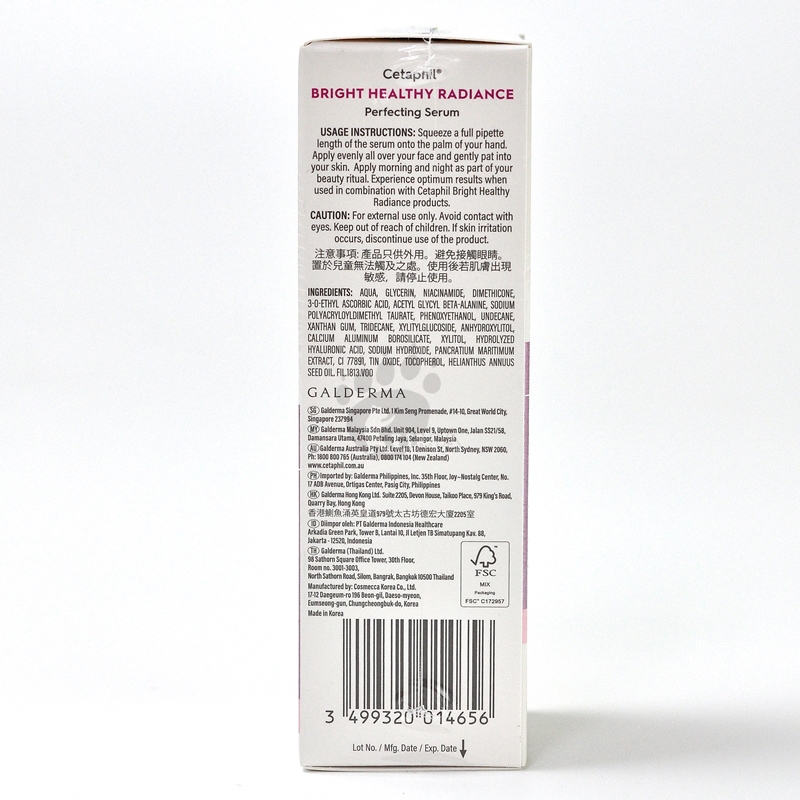 Cetaphil®
BRIGHT HEALTHY RADIANCE
Perfecting Serum
USAGE INSTRUCTIONS: Squeeze a full pipette
length of the serum onto the palm of your hand.
Apply evenly all over your face and gently pat into
your skin. Apply morning and night as part of your
beauty ritual. Experience optimum results when
used in combination with Cetaphil Bright Healthy
Radiance products.
CAUTION: For external use only. Avoid contact with
eyes. Keep out of reach of children. If skin irritation
occurs, discontinue use of the product.
注意事項: 產品只供外用。避免接觸眼睛。
置於兒童無法觸及之處。使用後若肌膚出現
敏感，請停止使用。
INGREDIENTS: AQUA, GLYCERIN, NIACINAMIDE, DIMETHICONE,
3-O-ETHYL ASCORBIC ACID, ACETYL GLYCYL BETA-ALANINE, SODIUM
POLYACRYLOYLDIMETHYL TAURATE, PHENOXYETHANOL, UNDECANE,
XANTHAN GUM, TRIDECANE, XYLITYLGLUCOSIDE, ANHYDROXYLITOL,
CALCIUM ALUMINUM BOROSILICATE, XYLITOL, HYDROLYZED
HYALURONIC ACID, SODIUM HYDROXIDE, PANCRATIUM MARITIMUM
EXTRACT, CI 77891, TIN OXIDE, TOCOPHEROL, HELIANTHUS ANNUUS
SEED OIL. FIL.1813.V00
GALDERMA
SG Galderma Singapore Pte Ltd. 1 Kim Seng Promenade, #14-10, Great World City,
Singapore 237994
MY Galderma Malaysia Sdn Bhd. Unit 904, Level 9, Uptown One, Jalan SS21/58,
Damansara Utama, 47400 Petaling Jaya, Selangor, Malaysia
AU Galderma Australia Pty Ltd. Level 18, 1 Denison St, North Sydney, NSW 2060,
Ph: 1800 800 765 (Australia), 0800 174 104 (New Zealand)
www.cetaphil.com.au
PH Imported by: Galderma Philippines, Inc. 35th Floor, Joy-Nostalg Center, No.
17 ADB Avenue, Ortigas Center, Pasig City, Philippines
HK Galderma Hong Kong Ltd. Suite 2205, Devon House, Taikoo Place, 979 King's Road,
Quarry Bay, Hong Kong
香港鰂魚涌英皇道979號太古坊德宏大廈2205室
ID Diimpor oleh: PT Galderma Indonesia Healthcare
Arkadia Green Park, Tower B, Lantai 10, Jl Letjen TB Simatupang Kav. 88,
Jakarta - 12520, Indonesia
TH Galderma (Thailand) Ltd.
98 Sathorn Square Office Tower, 30th Floor,
Room no. 3001-3003,
North Sathorn Road, Silom, Bangrak, Bangkok 10500 Thailand
Manufactured by: Cosmecca Korea Co., Ltd.
17-12 Daegeum-ro 196 Beon-gil, Daeso-myeon,
Eumseong-gun, Chungcheongbuk-do, Korea
Made in Korea
FSC
MIX
Packaging
FSC® C172957
3 499320 014656
Lot No. / Mfg. Date / Exp. Date